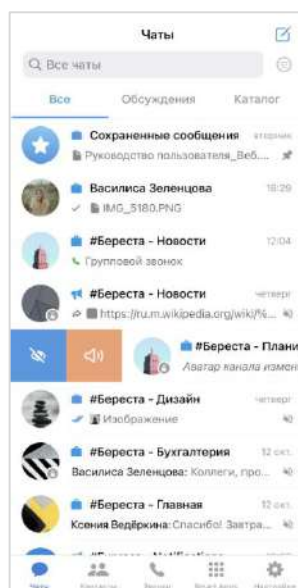 Чаты
Все чаты
Все Обсуждения Каталог
Сохраненные сообщения вторник
Руководство пользователя_Веб....
Василиса Зеленцова 16:29
IMG_5180.PNG
#Береста - Новости 12:04
Групповой звонок
#Береста - Новости четверг
https://ru.m.wikipedia.org/wiki/%...
#Береста - Плани
Аватар канала измен
#Береста - Дизайн четверг
Изображение
#Береста - Бухгалтерия 12 окт.
Василиса Зеленцова: Коллеги, про...
#Береста - Главная 12 окт.
Ксения Ведёркина: Спасибо! Завтра...
Чаты Контакты Звонки Настройки